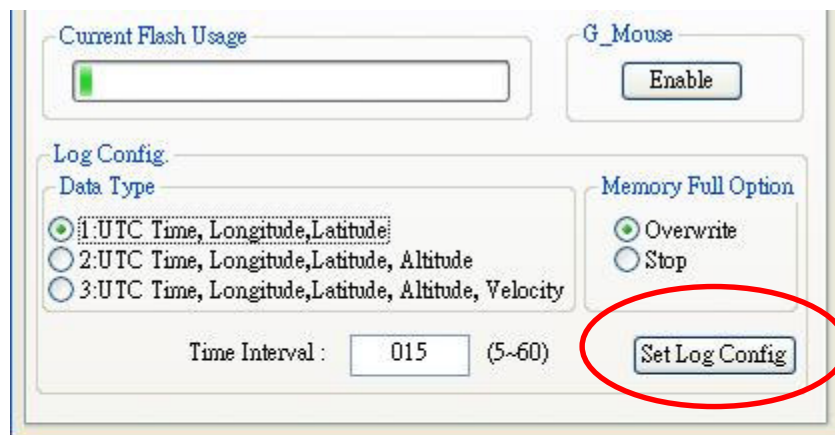 Current Flash Usage
G_Mouse
Enable
Log Config.
Data Type
1:UTC Time, Longitude,Latitude
2:UTC Time, Longitude,Latitude, Altitude
3:UTC Time, Longitude,Latitude, Altitude, Velocity
Memory Full Option
Overwrite
Stop
Time Interval : 015 (5~60)
Set Log Config